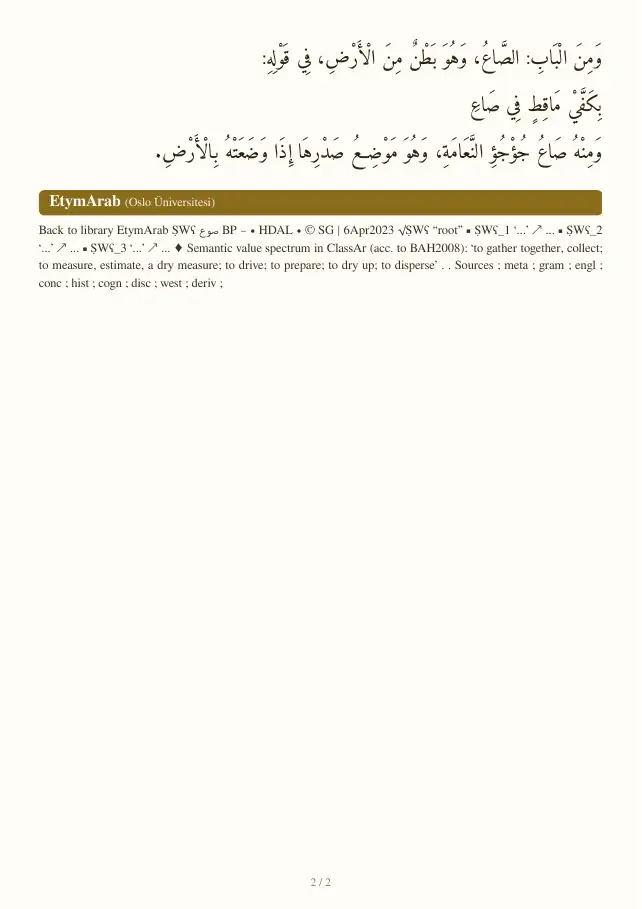 وَمِنَ الْبَابِ: الصَّاعُ، وَهُوَ بَطْنٌ مِنَ الْأَرْضِ، فِي قَوْلِهِ:
بِكَفَّيْ مَاقِطٍ فِي صَاعِ
وَمِنْهُ صَاعُ جُؤْجُؤِ النَّعَامَةِ، وَهُوَ مَوْضِعُ صَدْرِهَا إِذَا وَضَعَتْهُ بِالْأَرْضِ.
EtymArab (Oslo Üniversitesi)
Back to library EtymArab ṢWʕ صوع BP – • HDAL • © SG | 6Apr2023 √ṢWʕ “root” ▪ ṢWʕ_1 ‘...’ ↗ ... ▪ ṢWʕ_2
‘...’ ↗ ... ▪ ṢWʕ_3 ‘...’ ↗ ... ♦ Semantic value spectrum in ClassAr (acc. to BAH2008): ‘to gather together, collect;
to measure, estimate, a dry measure; to drive; to prepare; to dry up; to disperse’ . . Sources ; meta ; gram ; engl ;
conc ; hist ; cogn ; disc ; west ; deriv ;
2 / 2